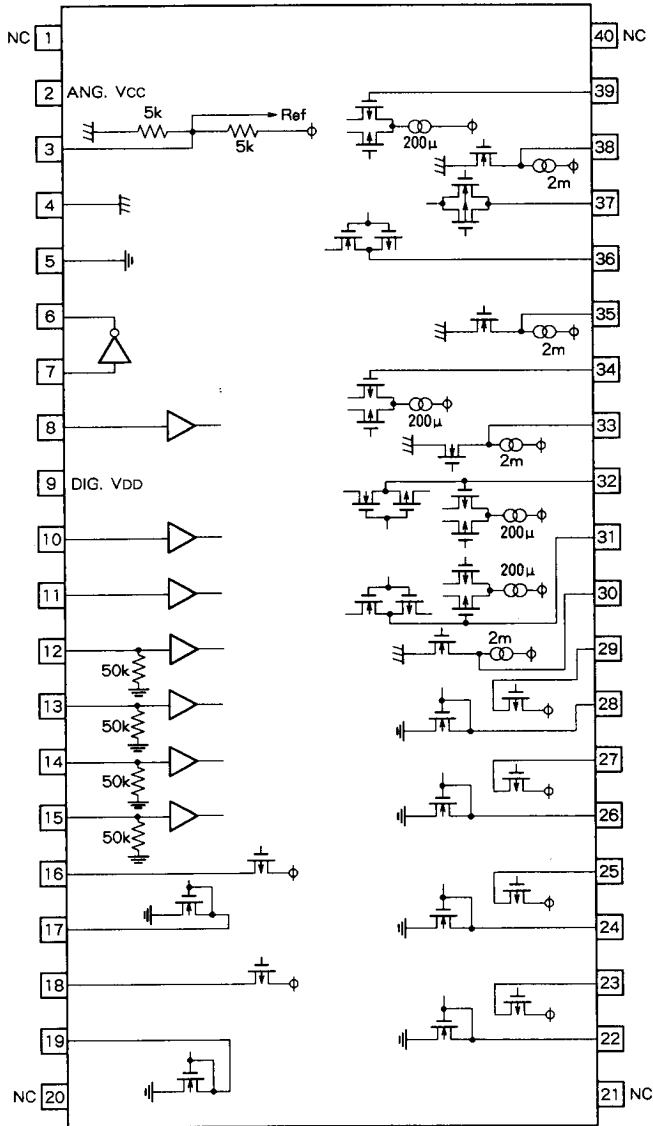 NC 1
40 NC
2 ANG. VCC
39
5k
Ref
3
5k
200μ
38
2m
4
37
5
36
6
35
2m
7
34
200μ
8
33
2m
9 DIG. VDD
32
10
200μ
31
11
200μ
30
12
2m
29
50k
13
28
50k
14
27
50k
15
26
50k
16
25
17
24
18
23
19
22
NC 20
21 NC